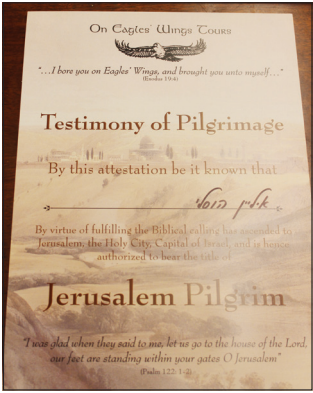 On Eagles' Wings Tours
"…I bore you on Eagles' Wings, and brought you unto myself…"
(Exodus 19:4)
Testimony of Pilgrimage
By this attestation be it known that
אילין הוסלי
By virtue of fulfilling the Biblical calling has ascended to
Jerusalem, the Holy City, Capital of Israel, and is hence
authorized to bear the title of
Jerusalem Pilgrim
"I was glad when they said to me, let us go to the house of the Lord,
our feet are standing within your gates O Jerusalem"
(Psalm 122, 1-2)